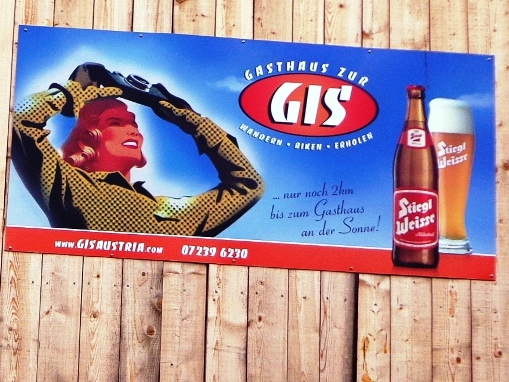 GASTHAUS ZUR
GIS
WANDERN • BIKEN • ERHOLEN
... nur noch 2km
bis zum Gasthaus
an der Sonne!
Stiegl
Weisse
Stiegl
Weisse
www.GISAUSTRIA.com 07239 6230